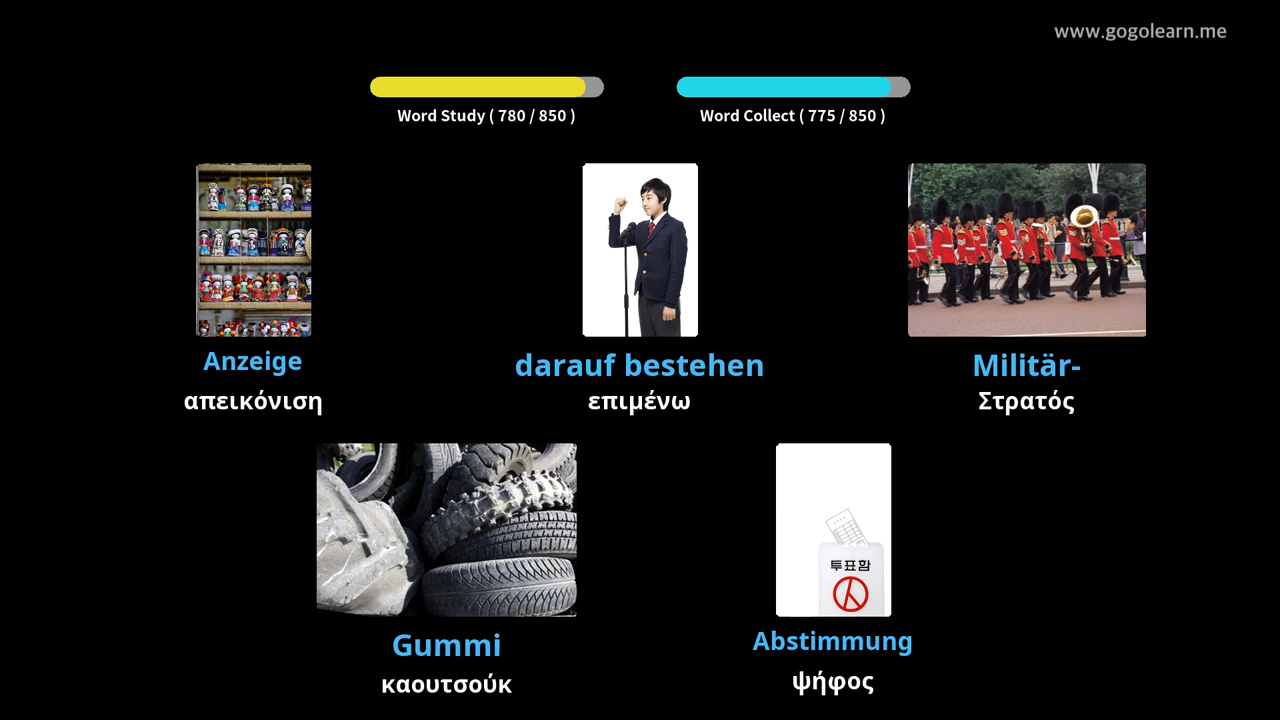 www.gogolearn.me
Word Study ( 780 / 850 )
Word Collect ( 775 / 850 )
Anzeige
απεικόνιση
darauf bestehen
επιμένω
Militär-
Στρατός
Gummi
καουτσούκ
투표함
Abstimmung
ψήφος